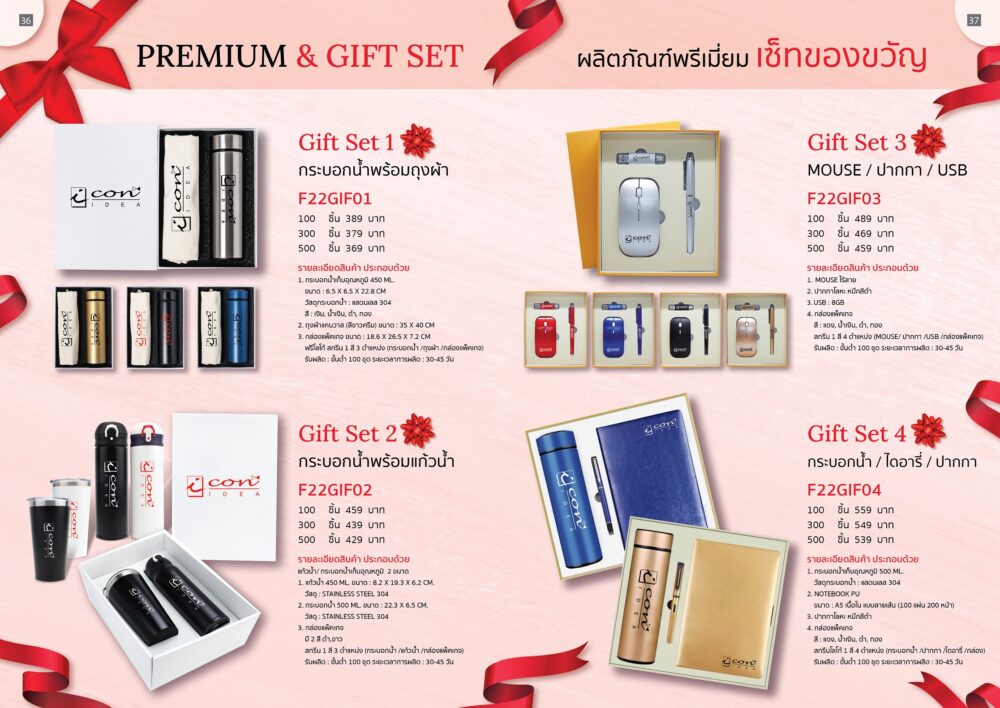 36
37
PREMIUM & GIFT SET
ผลิตภัณฑ์พรีเมี่ยม เซ็ทของขวัญ
Gift Set 1
กระบอกน้ำพร้อมถุงผ้า
F22GIF01
100 ชิ้น 389 บาท
300 ชิ้น 379 บาท
500 ชิ้น 369 บาท
รายละเอียดสินค้า ประกอบด้วย
1. กระบอกน้ำเก็บอุณหภูมิ 450 ML.
ขนาด : 6.5 X 6.5 X 22.8 CM
วัสดุกระบอกน้ำ : แสตนเลส 304
สี : เงิน, น้ำเงิน, ดำ, ทอง
2. ถุงผ้าแคนวาส (สีขาวครีม) ขนาด : 35 X 40 CM
3. กล่องแพ็คเกจ ขนาด : 18.6 X 26.5 X 7.2 CM
ฟรีโลโก้ สกรีน 1 สี 3 ตำแหน่ง (กระบอกน้ำ /ถุงผ้า /กล่องแพ็คเกจ)
รับผลิต : ขั้นต่ำ 100 ชุด ระยะเวลาการผลิต : 30-45 วัน
con
IDEA
Gift Set 2
กระบอกน้ำพร้อมแก้วน้ำ
F22GIF02
100 ชิ้น 459 บาท
300 ชิ้น 439 บาท
500 ชิ้น 429 บาท
รายละเอียดสินค้า ประกอบด้วย
แก้วน้ำ/ กระบอกน้ำเก็บอุณหภูมิ 2 ขนาด
1. แก้วน้ำ 450 ML. ขนาด : 8.2 X 19.3 X 6.2 CM.
วัสดุ : STAINLESS STEEL 304
2. กระบอกน้ำ 500 ML. ขนาด : 22.3 X 6.5 CM.
วัสดุ : STAINLESS STEEL 304
3. กล่องแพ็คเกจ
มี 2 สี ดำ,ขาว
สกรีน 1 สี 3 ตำแหน่ง (กระบอกน้ำ /แก้วน้ำ /กล่องแพ็คเกจ)
รับผลิต : ขั้นต่ำ 100 ชุด ระยะเวลาการผลิต : 30-45 วัน
con
IDEA
Gift Set 3
MOUSE / ปากกา / USB
F22GIF03
100 ชิ้น 489 บาท
300 ชิ้น 469 บาท
500 ชิ้น 459 บาท
รายละเอียดสินค้า ประกอบด้วย
1. MOUSE ไร้สาย
2. ปากกาโลหะ หมึกสีดำ
3. USB : 8GB
4. กล่องแพ็คเกจ
สี : แดง, น้ำเงิน, ดำ, ทอง
สกรีน 1 สี 4 ตำแหน่ง (MOUSE/ ปากกา /USB /กล่องแพ็คเกจ)
รับผลิต : ขั้นต่ำ 100 ชุด ระยะเวลาการผลิต : 30-45 วัน
Gift Set 4
กระบอกน้ำ / ไดอารี่ / ปากกา
F22GIF04
100 ชิ้น 559 บาท
300 ชิ้น 549 บาท
500 ชิ้น 539 บาท
รายละเอียดสินค้า ประกอบด้วย
1. กระบอกน้ำเก็บอุณหภูมิ 500 ML.
วัสดุกระบอกน้ำ : แสตนเลส 304
2. NOTEBOOK PU
ขนาด : A5 เนื้อใน แบบลายเส้น (100 แผ่น 200 หน้า)
3. ปากกาโลหะ หมึกสีดำ
4. กล่องแพ็คเกจ
สี : แดง, น้ำเงิน, ดำ, ทอง
สกรีนโลโก้ 1 สี 4 ตำแหน่ง (กระบอกน้ำ /ปากกา /ไดอารี่ /กล่อง)
รับผลิต : ขั้นต่ำ 100 ชุด ระยะเวลาการผลิต : 30-45 วัน
con
IDEA